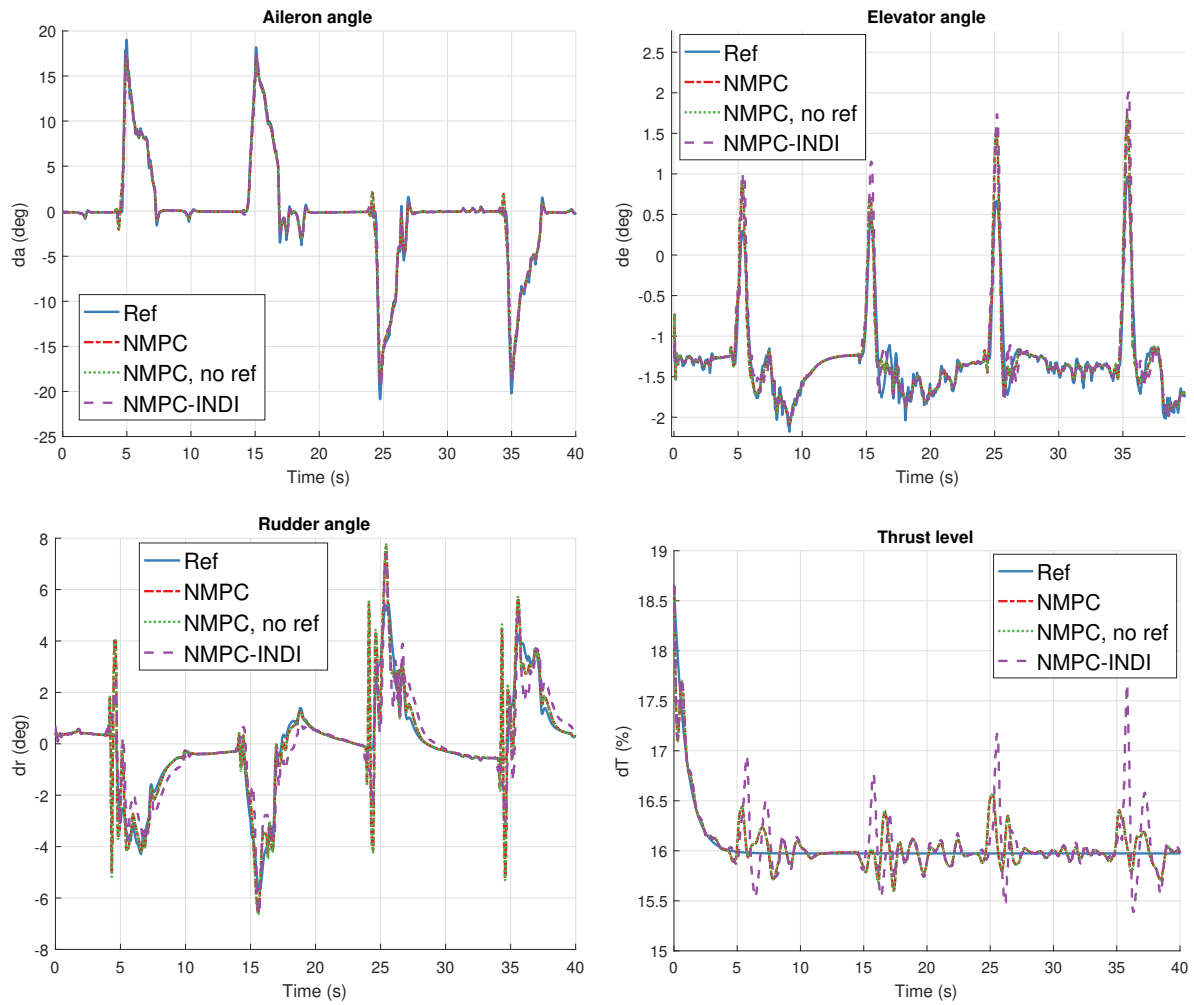 Aileron angle
20
15
10
5
0
-5
-10
-15
-20
-25
da (deg)
Ref
NMPC
NMPC, no ref
NMPC-INDI
0 5 10 15 20 25 30 35 40
Time (s)
Elevator angle
2.5
2
1.5
1
0.5
0
-0.5
-1
-1.5
-2
de (deg)
Ref
NMPC
NMPC, no ref
NMPC-INDI
0 5 10 15 20 25 30 35
Time (s)
Rudder angle
8
6
4
2
0
-2
-4
-6
-8
dr (deg)
Ref
NMPC
NMPC, no ref
NMPC-INDI
0 5 10 15 20 25 30 35 40
Time (s)
Thrust level
19
18.5
18
17.5
17
16.5
16
15.5
15
dT (%)
Ref
NMPC
NMPC, no ref
NMPC-INDI
0 5 10 15 20 25 30 35 40
Time (s)